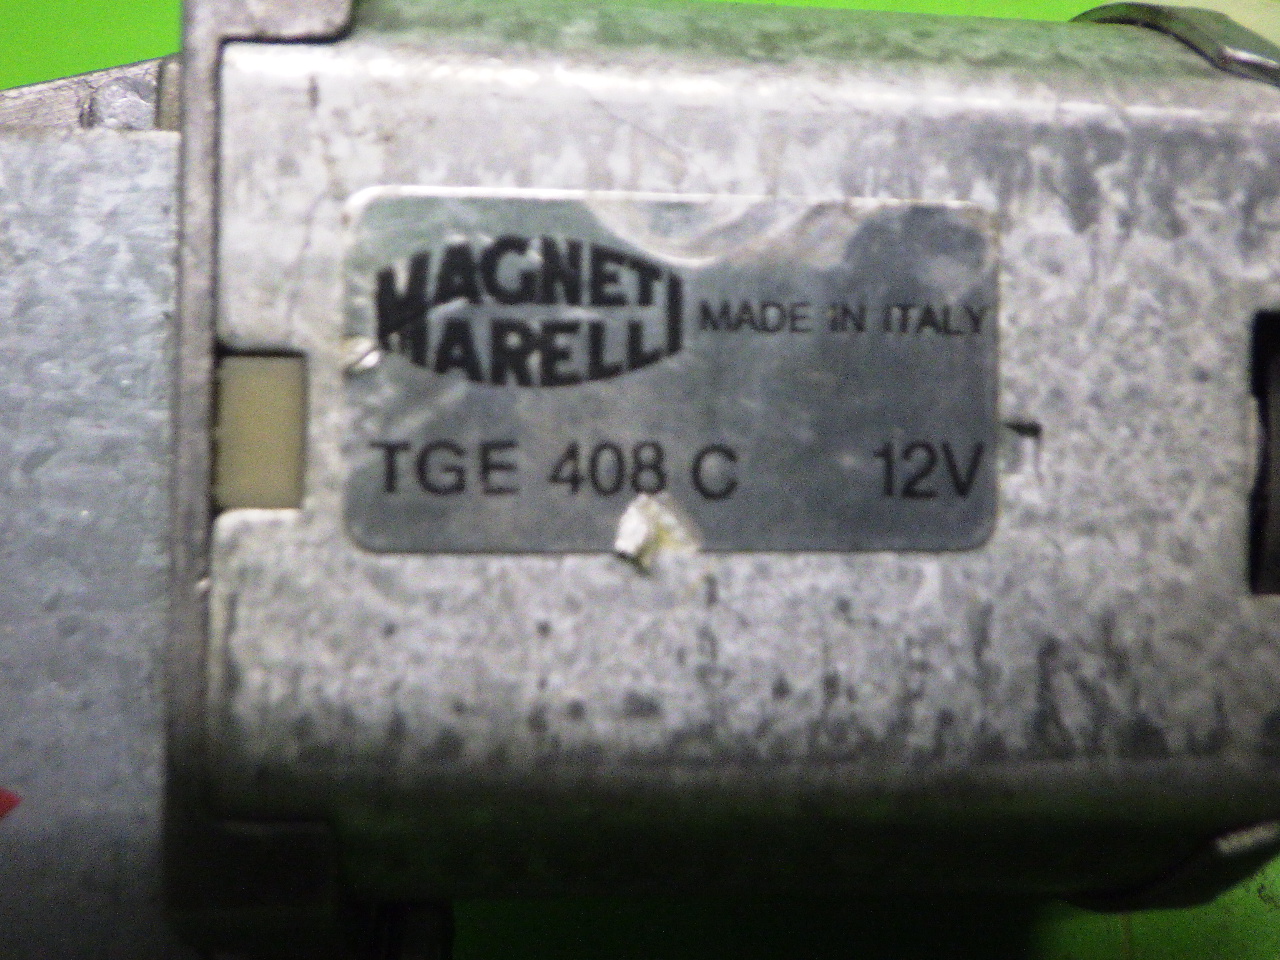 MAGNETI
MARELLI
MADE IN ITALY
TGE 408 C 12V